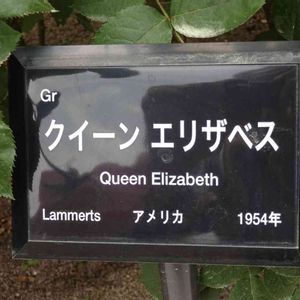 Gr
クイーン エリザベス
Queen Elizabeth
Lammerts アメリカ 1954年